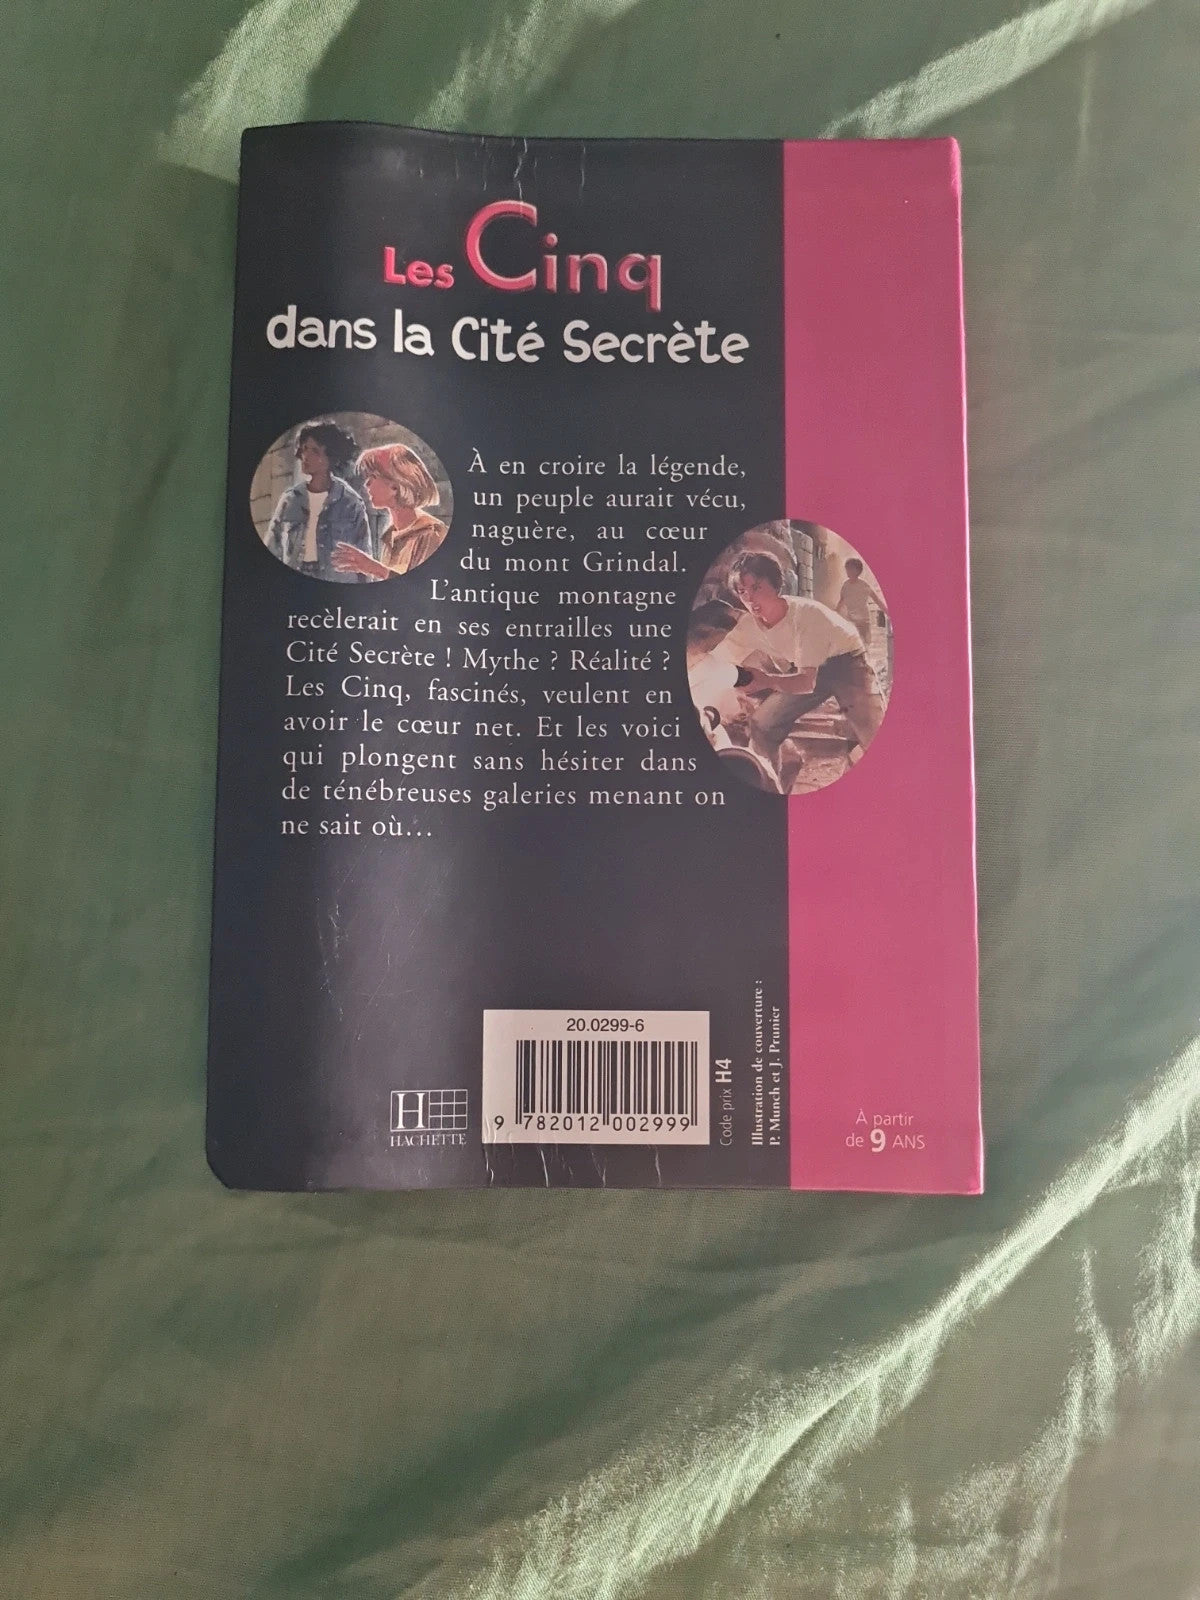 Les Cinq
dans la Cité Secrète
À en croire la légende,
un peuple aurait vécu,
naguère, au cœur
du mont Grindal.
L'antique montagne
recèlerait en ses entrailles une
Cité Secrète ! Mythe ? Réalité ?
Les Cinq, fascinés, veulent en
avoir le cœur net. Et les voici
qui plongent sans hésiter dans
de ténébreuses galeries menant on
ne sait où...
20.0299-6
9 782012 002999
H
HACHETTE
Code prix H4
Illustration de couverture :
P. Munch et J. Prunier
À partir
de 9 ANS